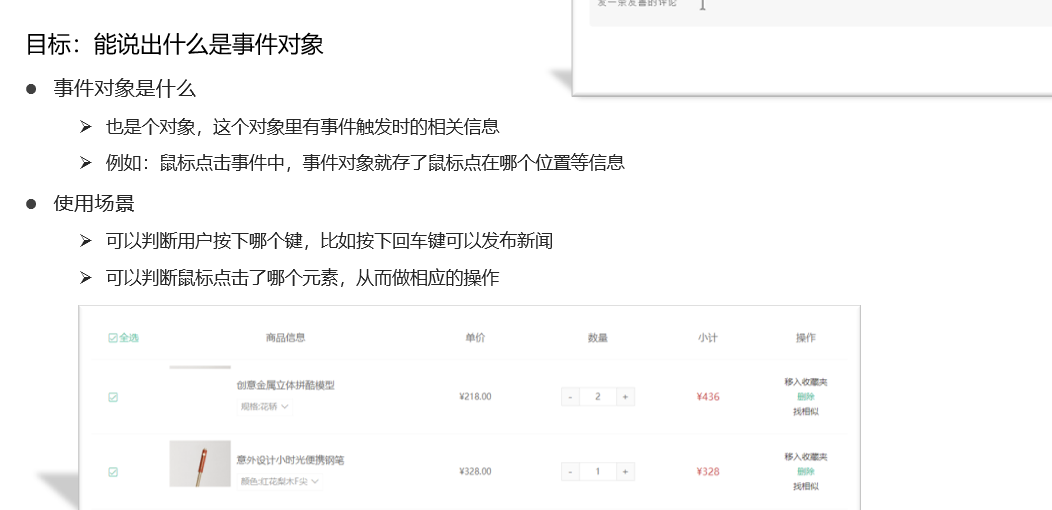 发一条友善的评论
目标：能说出什么是事件对象
事件对象是什么
也是个对象，这个对象里有事件触发时的相关信息
例如：鼠标点击事件中，事件对象就存了鼠标点在哪个位置等信息
使用场景
可以判断用户按下哪个键，比如按下回车键可以发布新闻
可以判断鼠标点击了哪个元素，从而做相应的操作
全选 商品信息 单价 数量 小计 操作
创意金属立体拼酷模型
规格:花轿
¥218.00 - 2 + ¥436
移入收藏夹
删除
找相似
意外设计小时光便携钢笔
颜色:红花梨木F尖
¥328.00 - 1 + ¥328
移入收藏夹
删除
找相似